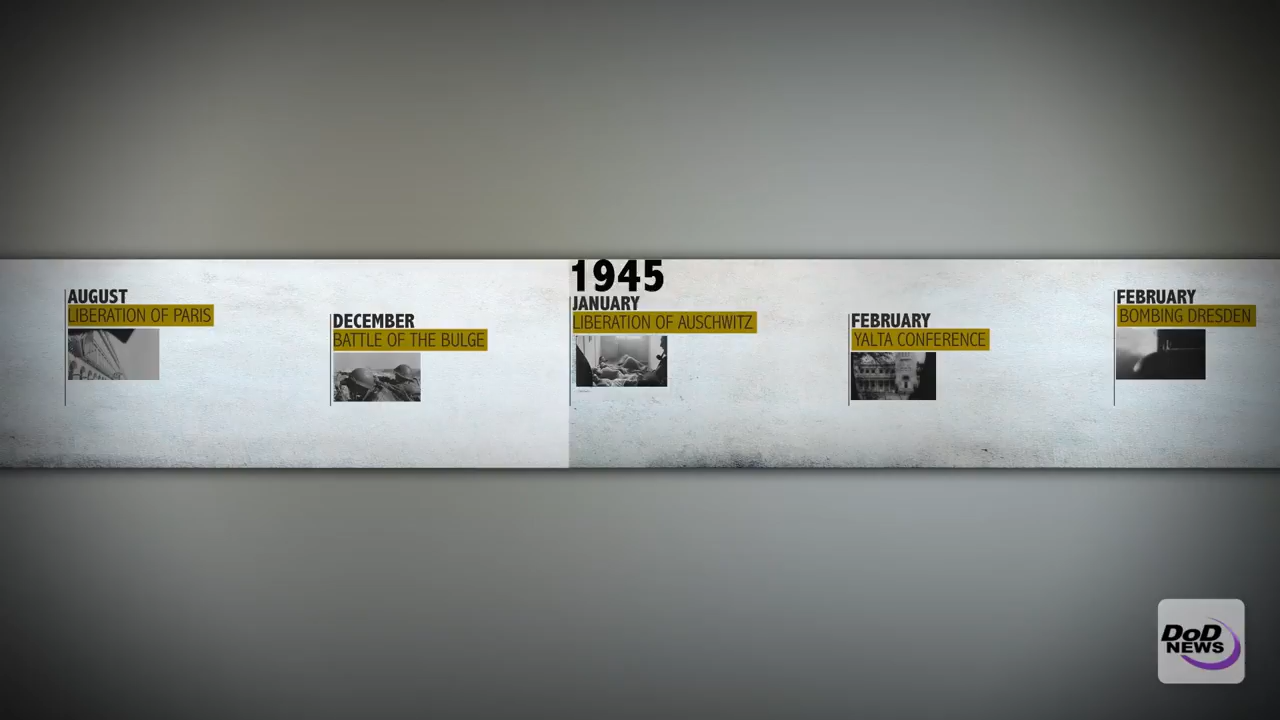 AUGUST
LIBERATION OF PARIS
DECEMBER
BATTLE OF THE BULGE
1945
JANUARY
LIBERATION OF AUSCHWITZ
FEBRUARY
YALTA CONFERENCE
FEBRUARY
BOMBING DRESDEN
DoD
NEWS